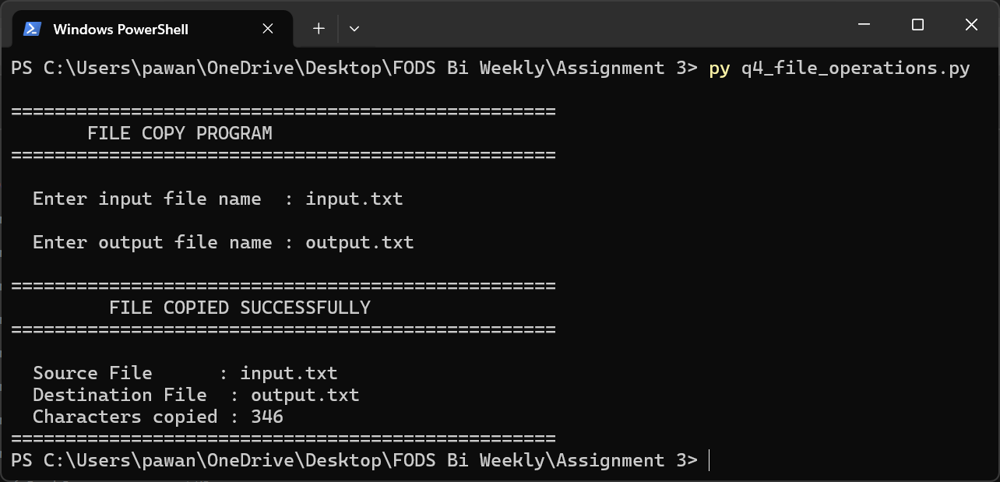 Windows PowerShell
PS C:\Users\pawan\OneDrive\Desktop\FODS Bi Weekly\Assignment 3> py q4_file_operations.py
==================================================
       FILE COPY PROGRAM
==================================================
  Enter input file name  : input.txt
  Enter output file name : output.txt
==================================================
         FILE COPIED SUCCESSFULLY
==================================================
  Source File      : input.txt
  Destination File  : output.txt
  Characters copied : 346
==================================================
PS C:\Users\pawan\OneDrive\Desktop\FODS Bi Weekly\Assignment 3>